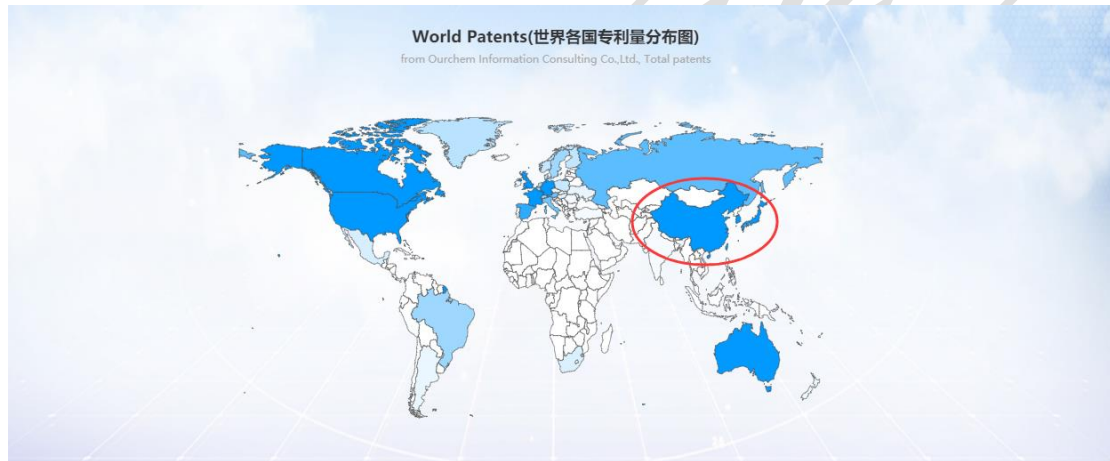 World Patents(世界各国专利量分布图)
from Ourchem Information Consulting Co.,Ltd., Total patents